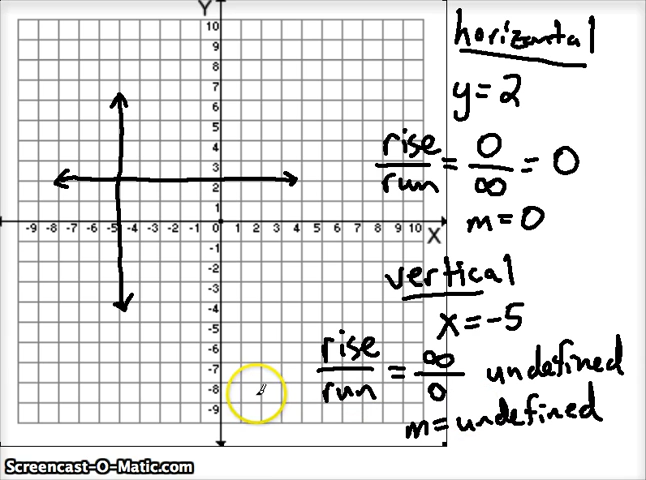 Y
10
9
8
7
6
5
4
3
2
1
-9 -8 -7 -6 -5 -4 -3 -2 -1 0 1 2 3 4 5 6 7 8 9 10 X
-1
-2
-3
-4
-5
-6
-7
-8
-9
horizontal
y=2
rise/run = 0/∞ = 0
m=0
vertical
x=-5
rise/run = ∞/0 undefined
m=undefined
Screencast-O-Matic.com